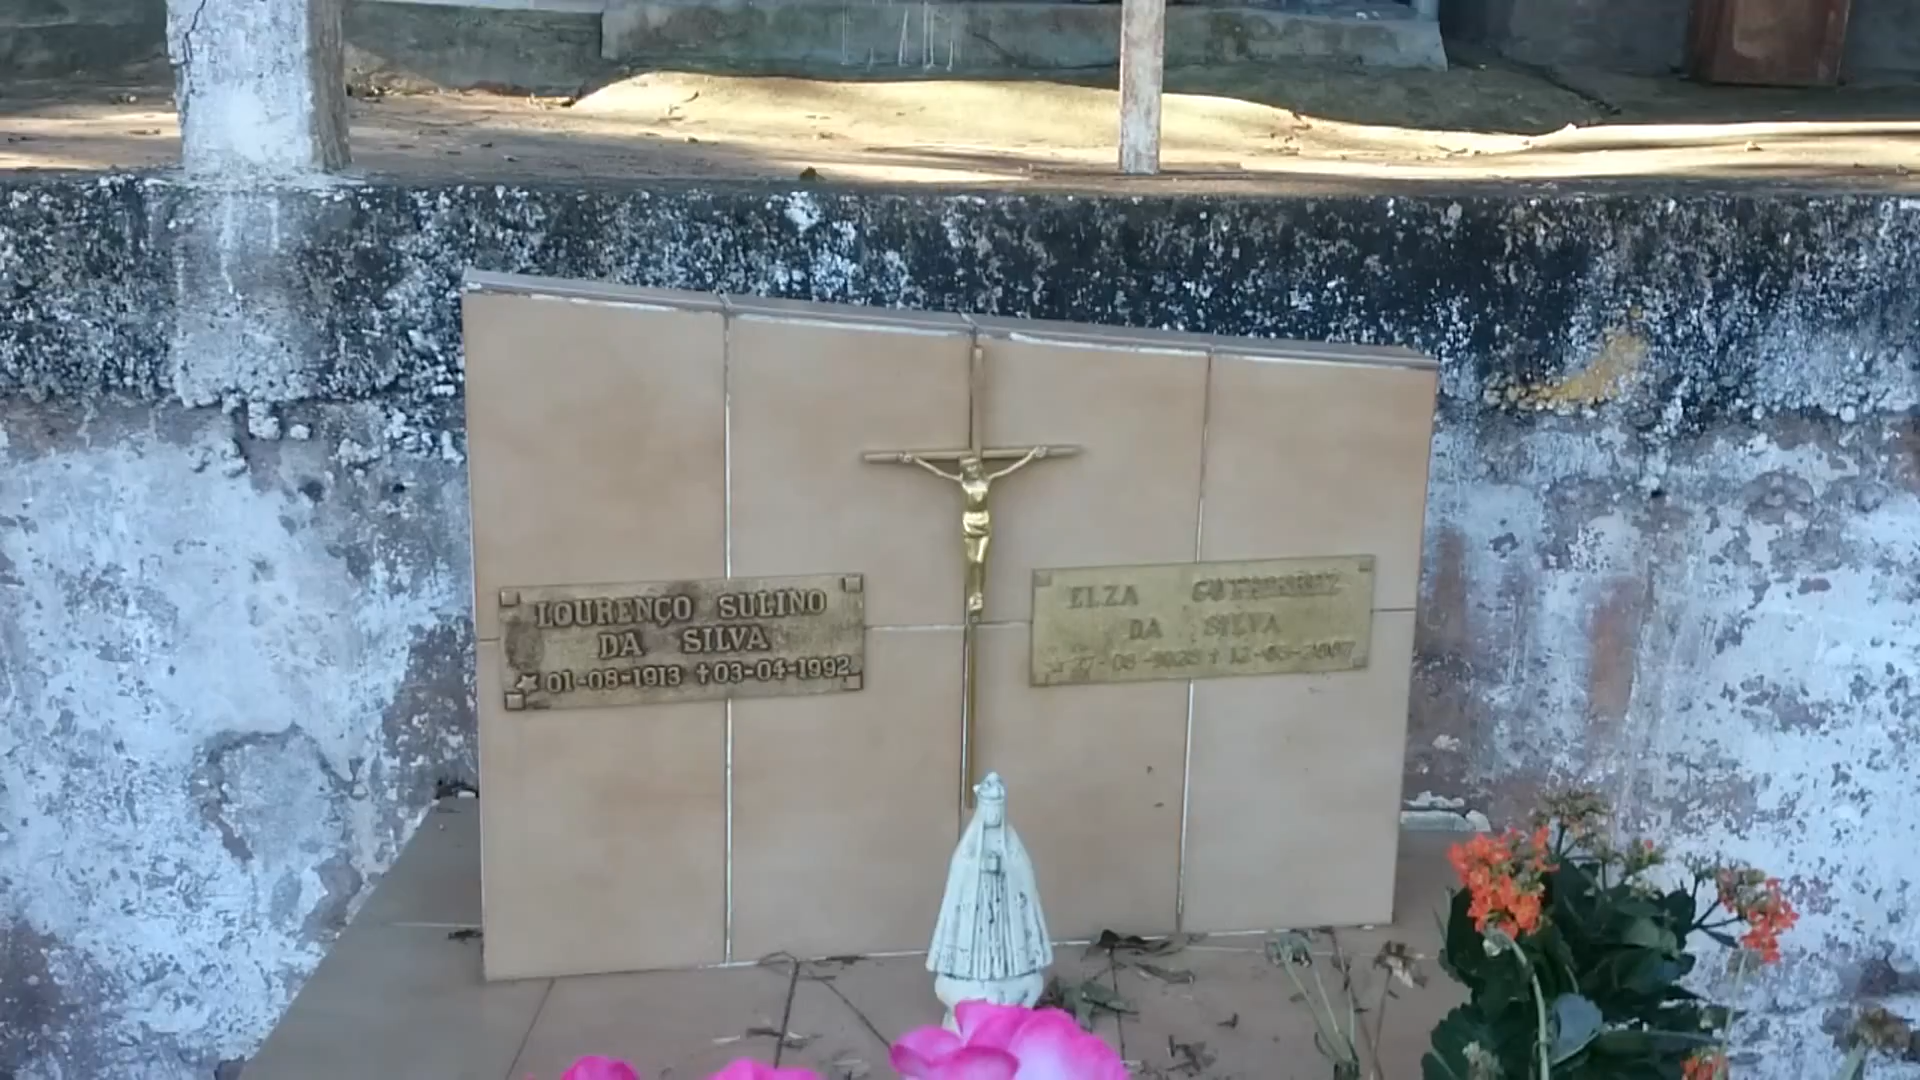 LOURENÇO SULINO
DA SILVA
01-08-1913 ✝03-04-1992
ELZA
DA SILVA